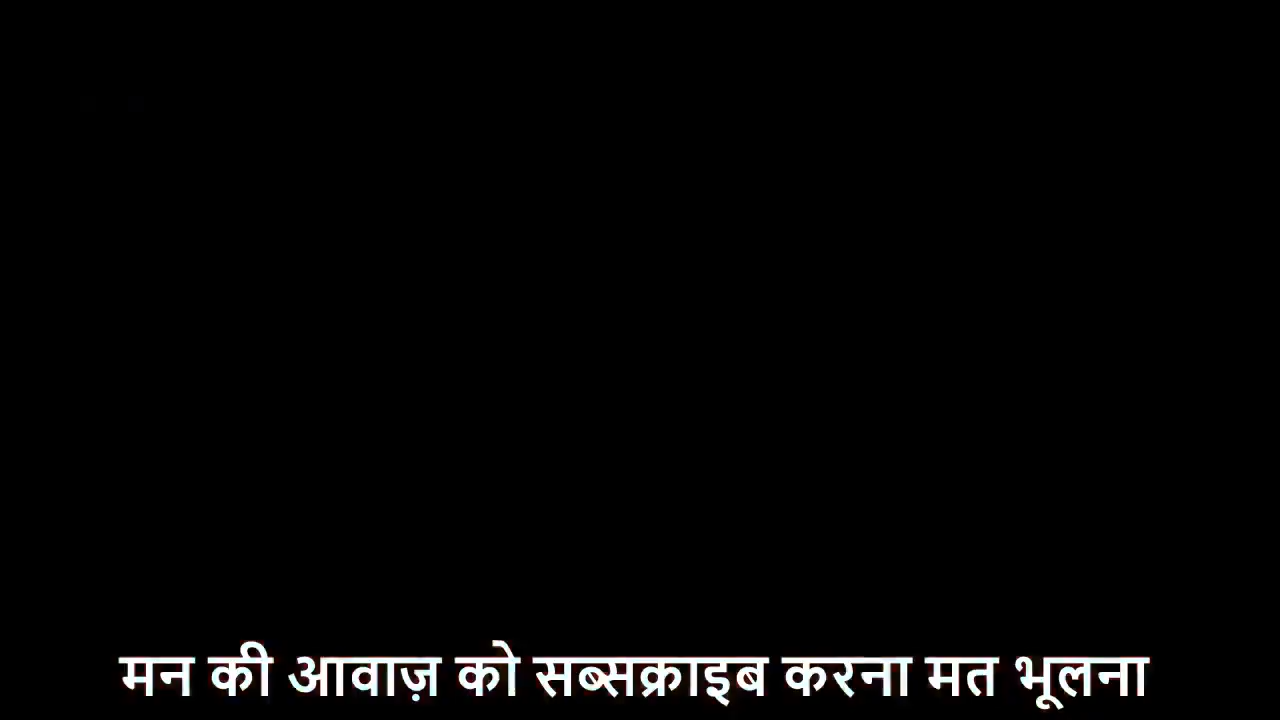 मन की आवाज़ को सब्सक्राइब करना मत भूलना